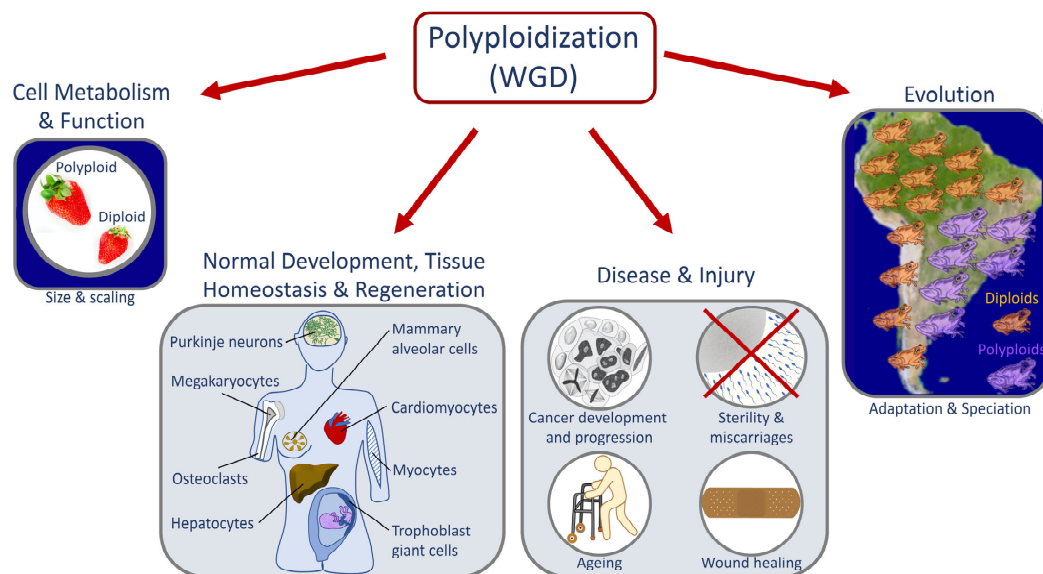 Polyploidization
(WGD)
Cell Metabolism
& Function
Polyploid
Diploid
Size & scaling
Normal Development, Tissue
Homeostasis & Regeneration
Purkinje neurons
Mammary
alveolar cells
Megakaryocytes
Cardiomyocytes
Osteoclasts
Myocytes
Hepatocytes
Trophoblast
giant cells
Disease & Injury
Cancer development
and progression
Sterility &
miscarriages
Ageing
Wound healing
Evolution
Diploids
Polyploids
Adaptation & Speciation